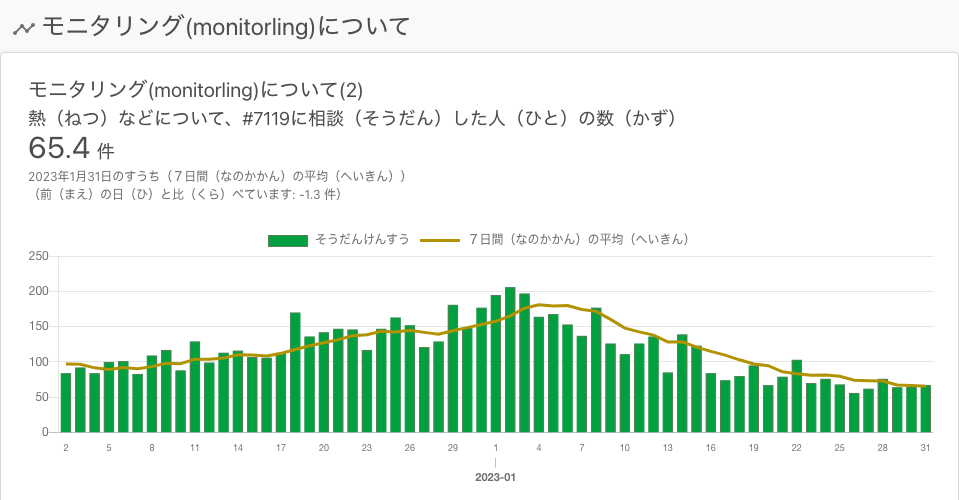 モニタリング(monitorling)について
モニタリング(monitorling)について(2)
熱（ねつ）などについて、#7119に相談（そうだん）した人（ひと）の数（かず）
65.4 件
2023年1月31日のすうち（７日間（なのかかん）の平均（へいきん））
（前（まえ）の日（ひ）と比（くら）べています: -1.3 件）
そうだんけんすう ７日間（なのかかん）の平均（へいきん）
250
200
150
100
50
0
2 5 8 11 14 17 20 23 26 29 1 4 7 10 13 16 19 22 25 28 31
2023-01